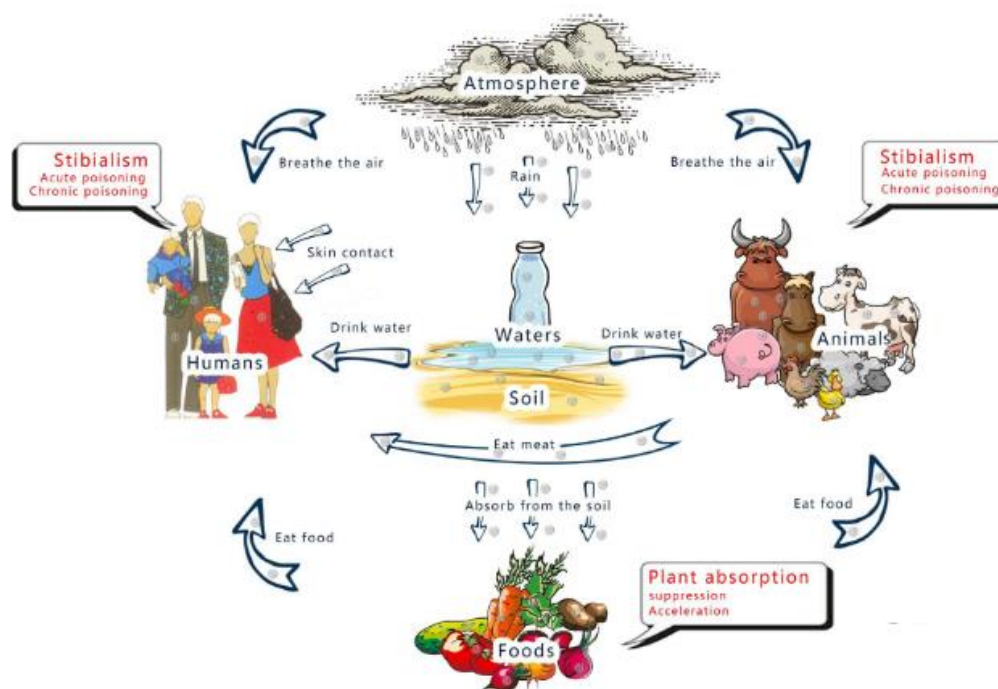 Atmosphere
Stibialism
Acute poisoning
Chronic poisoning
Breathe the air
Rain
Breathe the air
Stibialism
Acute poisoning
Chronic poisoning
Skin contact
Drink water
Waters
Drink water
Humans
Animals
Soil
Eat meat
Absorb from the soil
Eat food
Eat food
Plant absorption
suppression
Acceleration
Foods